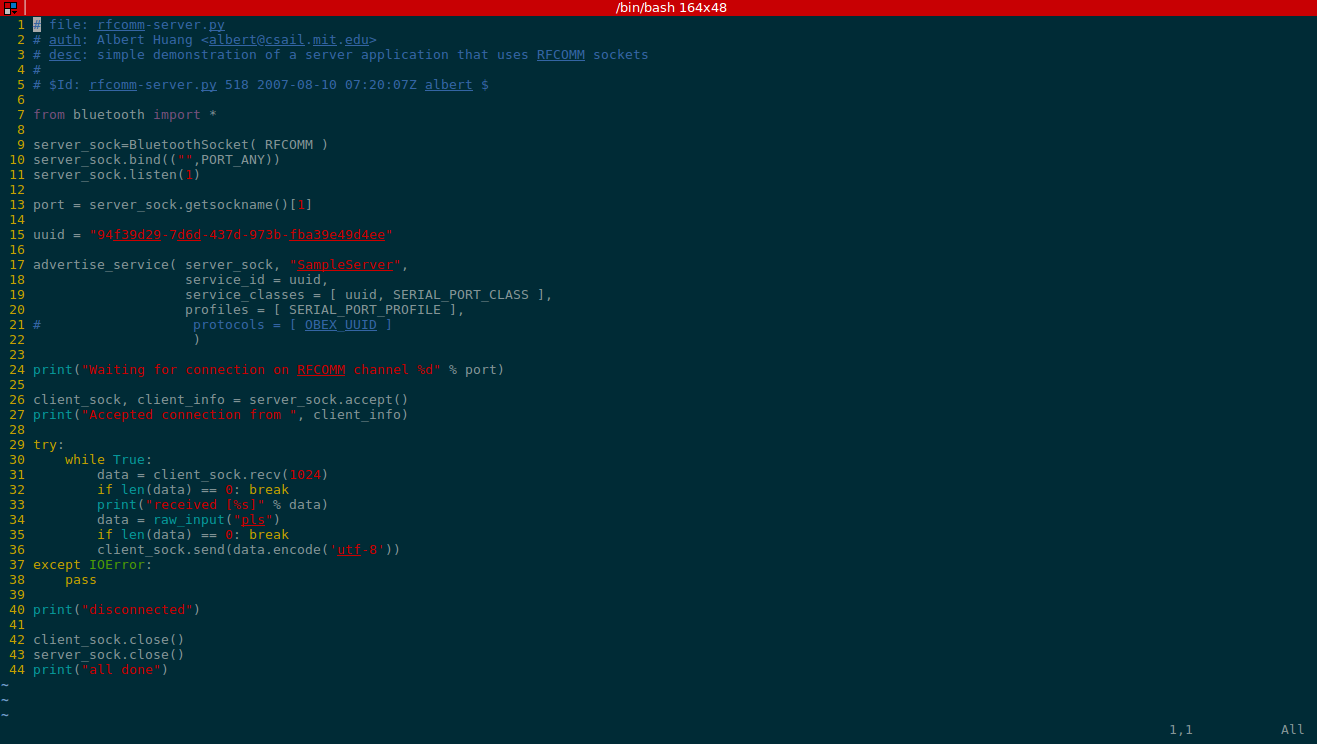 /bin/bash 164x48
1 # file: rfcomm-server.py
2 # auth: Albert Huang <albert@csail.mit.edu>
3 # desc: simple demonstration of a server application that uses RFCOMM sockets
4 #
5 # $Id: rfcomm-server.py 518 2007-08-10 07:20:07Z albert $
6
7 from bluetooth import *
8
9 server_sock=BluetoothSocket( RFCOMM )
10 server_sock.bind(("",PORT_ANY))
11 server_sock.listen(1)
12
13 port = server_sock.getsockname()[1]
14
15 uuid = "94f39d29-7d6d-437d-973b-fba39e49d4ee"
16
17 advertise_service( server_sock, "SampleServer",
18                    service_id = uuid,
19                    service_classes = [ uuid, SERIAL_PORT_CLASS ],
20                    profiles = [ SERIAL_PORT_PROFILE ],
21 #                   protocols = [ OBEX_UUID ]
22                     )
23
24 print("Waiting for connection on RFCOMM channel %d" % port)
25
26 client_sock, client_info = server_sock.accept()
27 print("Accepted connection from ", client_info)
28
29 try:
30     while True:
31         data = client_sock.recv(1024)
32         if len(data) == 0: break
33         print("received [%s]" % data)
34         data = raw_input("pls")
35         if len(data) == 0: break
36         client_sock.send(data.encode('utf-8'))
37 except IOError:
38     pass
39
40 print("disconnected")
41
42 client_sock.close()
43 server_sock.close()
44 print("all done")
~
~
~
1,1 All